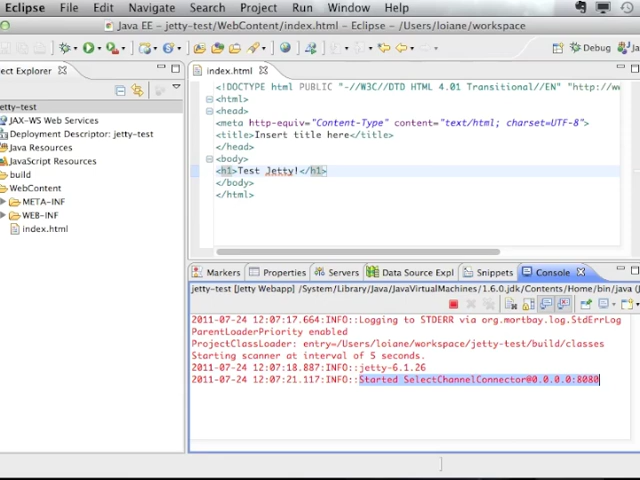 Eclipse File Edit Navigate Search Project Run Window Help
Java EE - jetty-test/WebContent/index.html - Eclipse - /Users/loiane/workspace
Debug
ct Explorer
etty-test
JAX-WS Web Services
Deployment Descriptor: jetty-test
Java Resources
JavaScript Resources
build
WebContent
META-INF
WEB-INF
index.html
index.html
<!DOCTYPE html PUBLIC "-//W3C//DTD HTML 4.01 Transitional//EN" "http://ww
<html>
<head>
<meta http-equiv="Content-Type" content="text/html; charset=UTF-8">
<title>Insert title here</title>
</head>
<body>
<h1>Test Jetty!</h1>
</body>
</html>
Markers Properties Servers Data Source Expl Snippets Console
jetty-test [Jetty Webapp] /System/Library/Java/JavaVirtualMachines/1.6.0.jdk/Contents/Home/bin/java (
2011-07-24 12:07:17.664:INFO::Logging to STDERR via org.mortbay.log.StdErrLog
ParentLoaderPriority enabled
ProjectClassLoader: entry=/Users/loiane/workspace/jetty-test/build/classes
Starting scanner at interval of 5 seconds.
2011-07-24 12:07:18.887:INFO::jetty-6.1.26
2011-07-24 12:07:21.117:INFO::Started SelectChannelConnector@0.0.0.0:8080